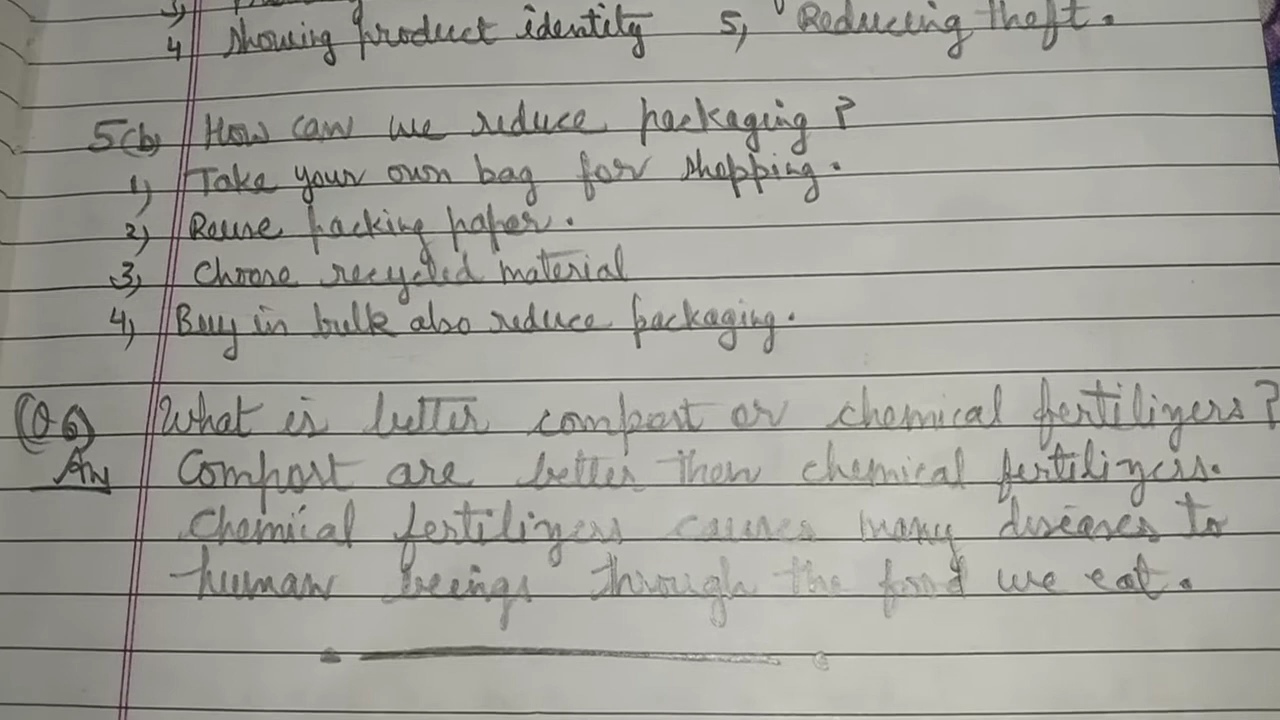 3)
4) Showing product identity 5) Reducing theft.
5(b) How can we reduce packaging?
1) Take your own bag for shopping.
2) Reuse packing paper.
3) Choose recycled material
4) Buy in bulk also reduce packaging.
(Q6) What is better compost or chemical fertilizers?
Ans Compost are better then chemical fertilizers.
Chemical fertilizers causes many diseases to
human beings through the food we eat.